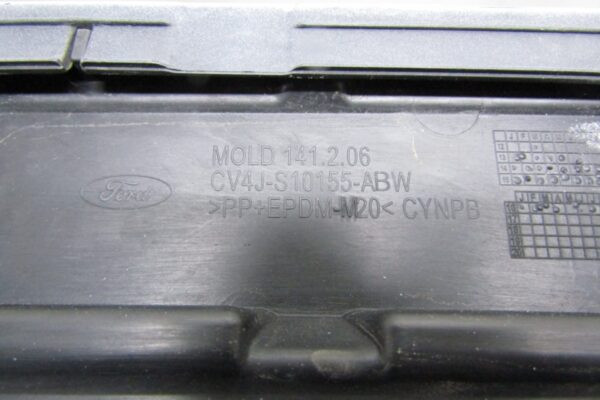 Ford
MOLD 141.2.06
CV4J-S10155-ABW
>PP+EPDM-M20< CYNPB